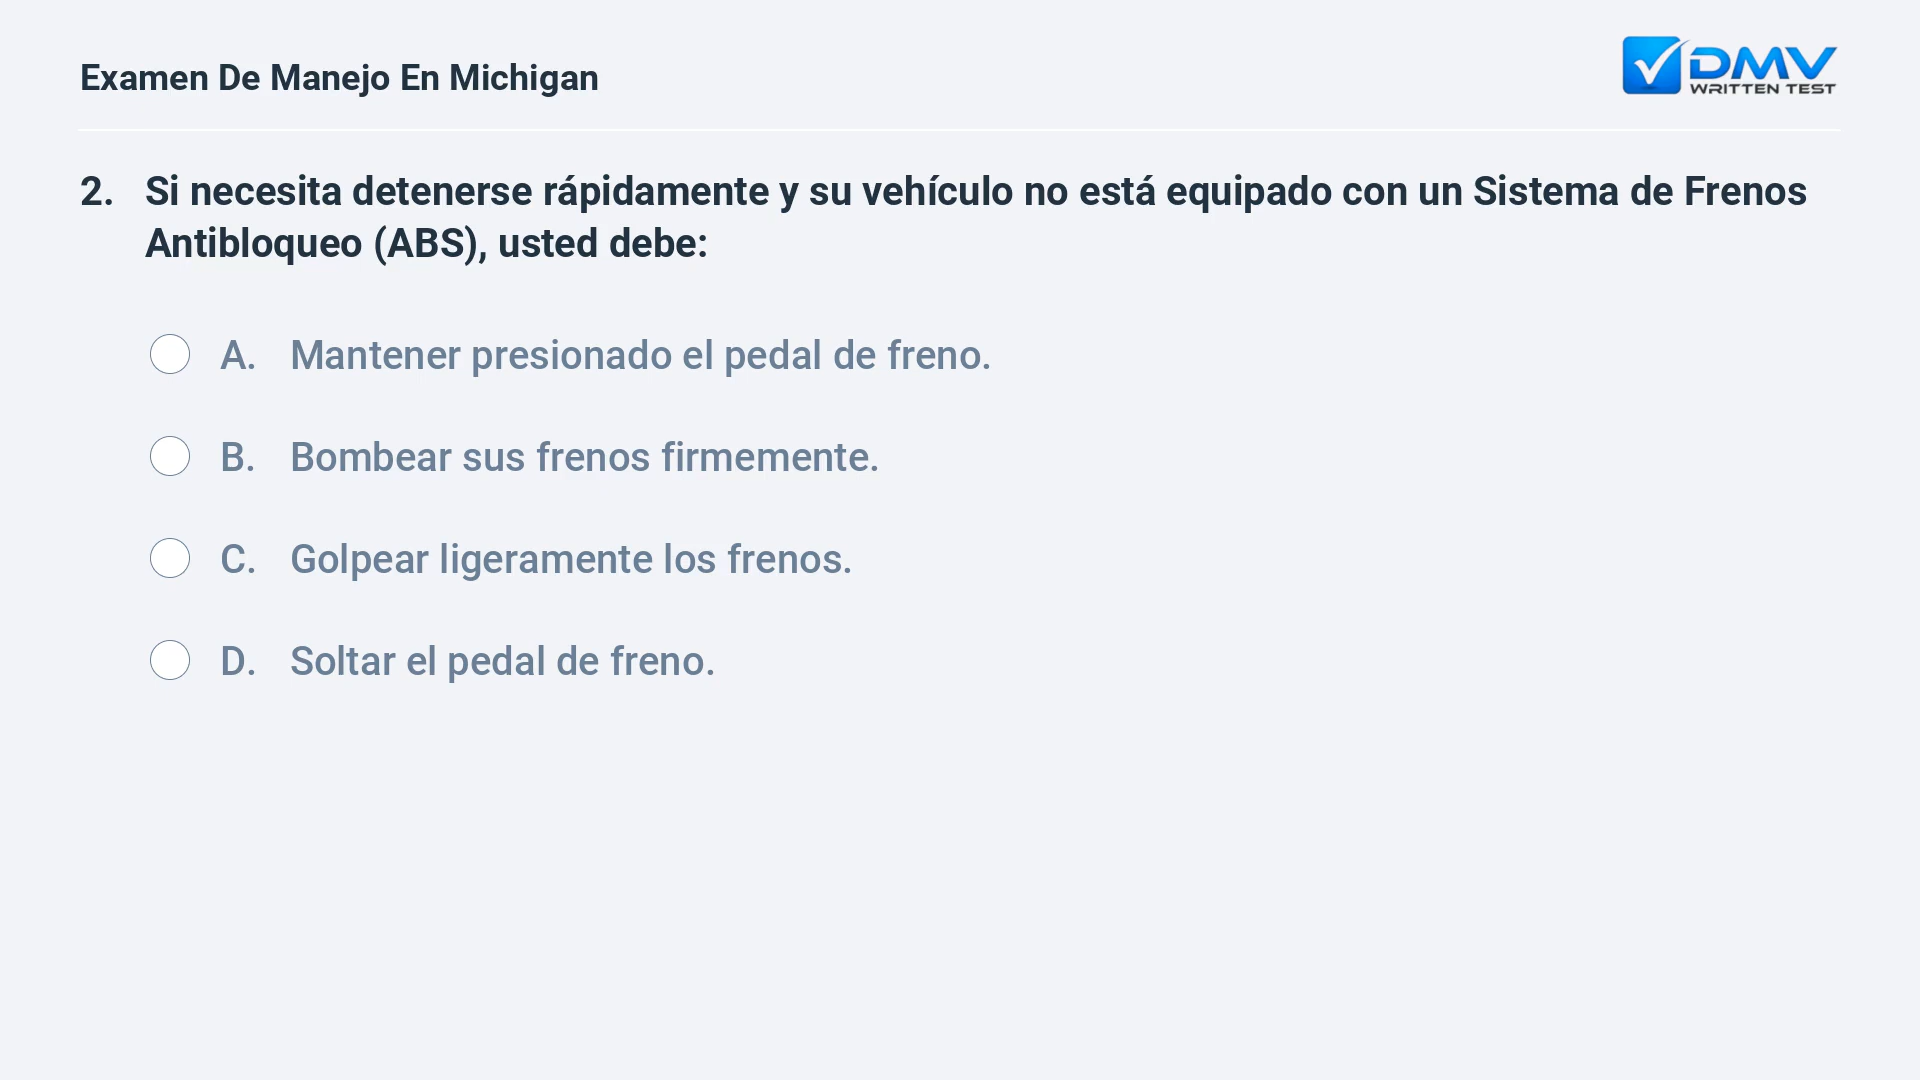 Examen De Manejo En Michigan
DMV
WRITTEN TEST
2. Si necesita detenerse rápidamente y su vehículo no está equipado con un Sistema de Frenos
Antibloqueo (ABS), usted debe:
A. Mantener presionado el pedal de freno.
B. Bombear sus frenos firmemente.
C. Golpear ligeramente los frenos.
D. Soltar el pedal de freno.